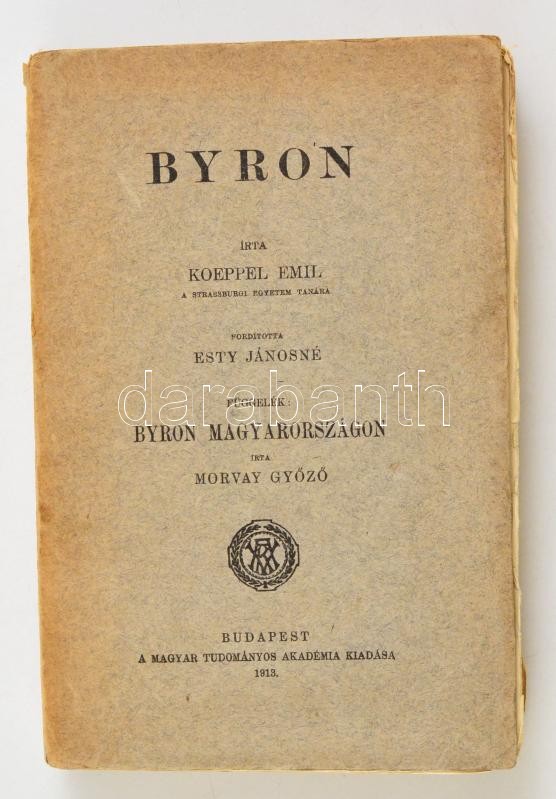 BYRON
ÍRTA
KOEPPEL EMIL
A STRASSBURGI EGYETEM TANÁRA
FORDÍTOTTA
ESTY JÁNOSNÉ
FÜGGELÉK:
BYRON MAGYARORSZÁGON
ÍRTA
MORVAY GYŐZŐ
darabanth
BUDAPEST
A MAGYAR TUDOMÁNYOS AKADÉMIA KIADÁSA
1913.